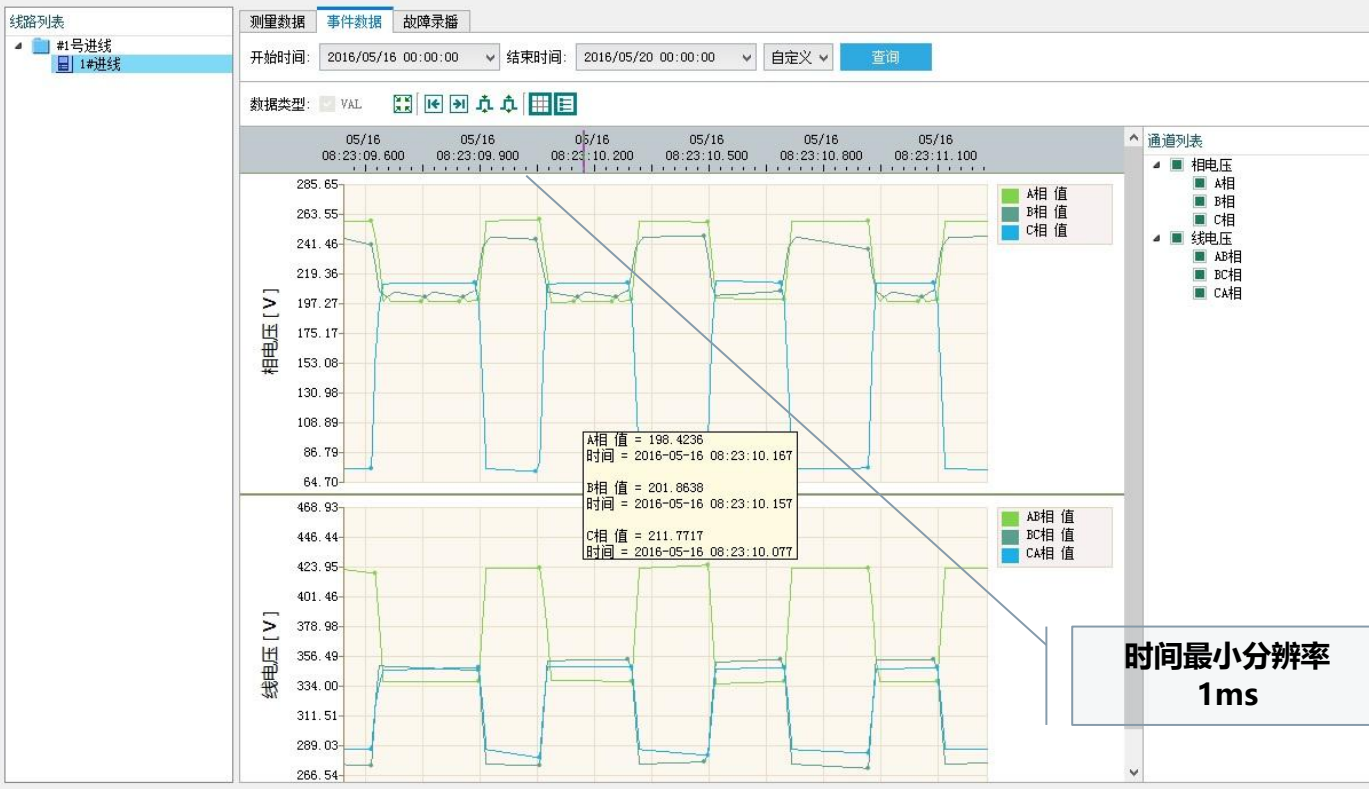 线路列表
#1号进线
1#进线
测量数据 事件数据 故障录播
开始时间: 2016/05/16 00:00:00 结束时间: 2016/05/20 00:00:00 自定义 查询
数据类型: VAL
05/16 05/16 05/16 05/16 05/16 05/16
08:23:09.600 08:23:09.900 08:23:10.200 08:23:10.500 08:23:10.800 08:23:11.100
通道列表
相电压
A相
B相
C相
线电压
AB相
BC相
CA相
相电压[V]
285.65
263.55
241.46
219.36
197.27
175.17
153.08
130.98
108.89
86.79
64.70
A相 值
B相 值
C相 值
A相 值 = 198.4236
时间 = 2016-05-16 08:23:10.167
B相 值 = 201.8638
时间 = 2016-05-16 08:23:10.157
C相 值 = 211.7717
时间 = 2016-05-16 08:23:10.077
线电压[V]
468.93
446.44
423.95
401.46
378.98
356.49
334.00
311.51
289.03
266.54
AB相 值
BC相 值
CA相 值
时间最小分辨率
1ms